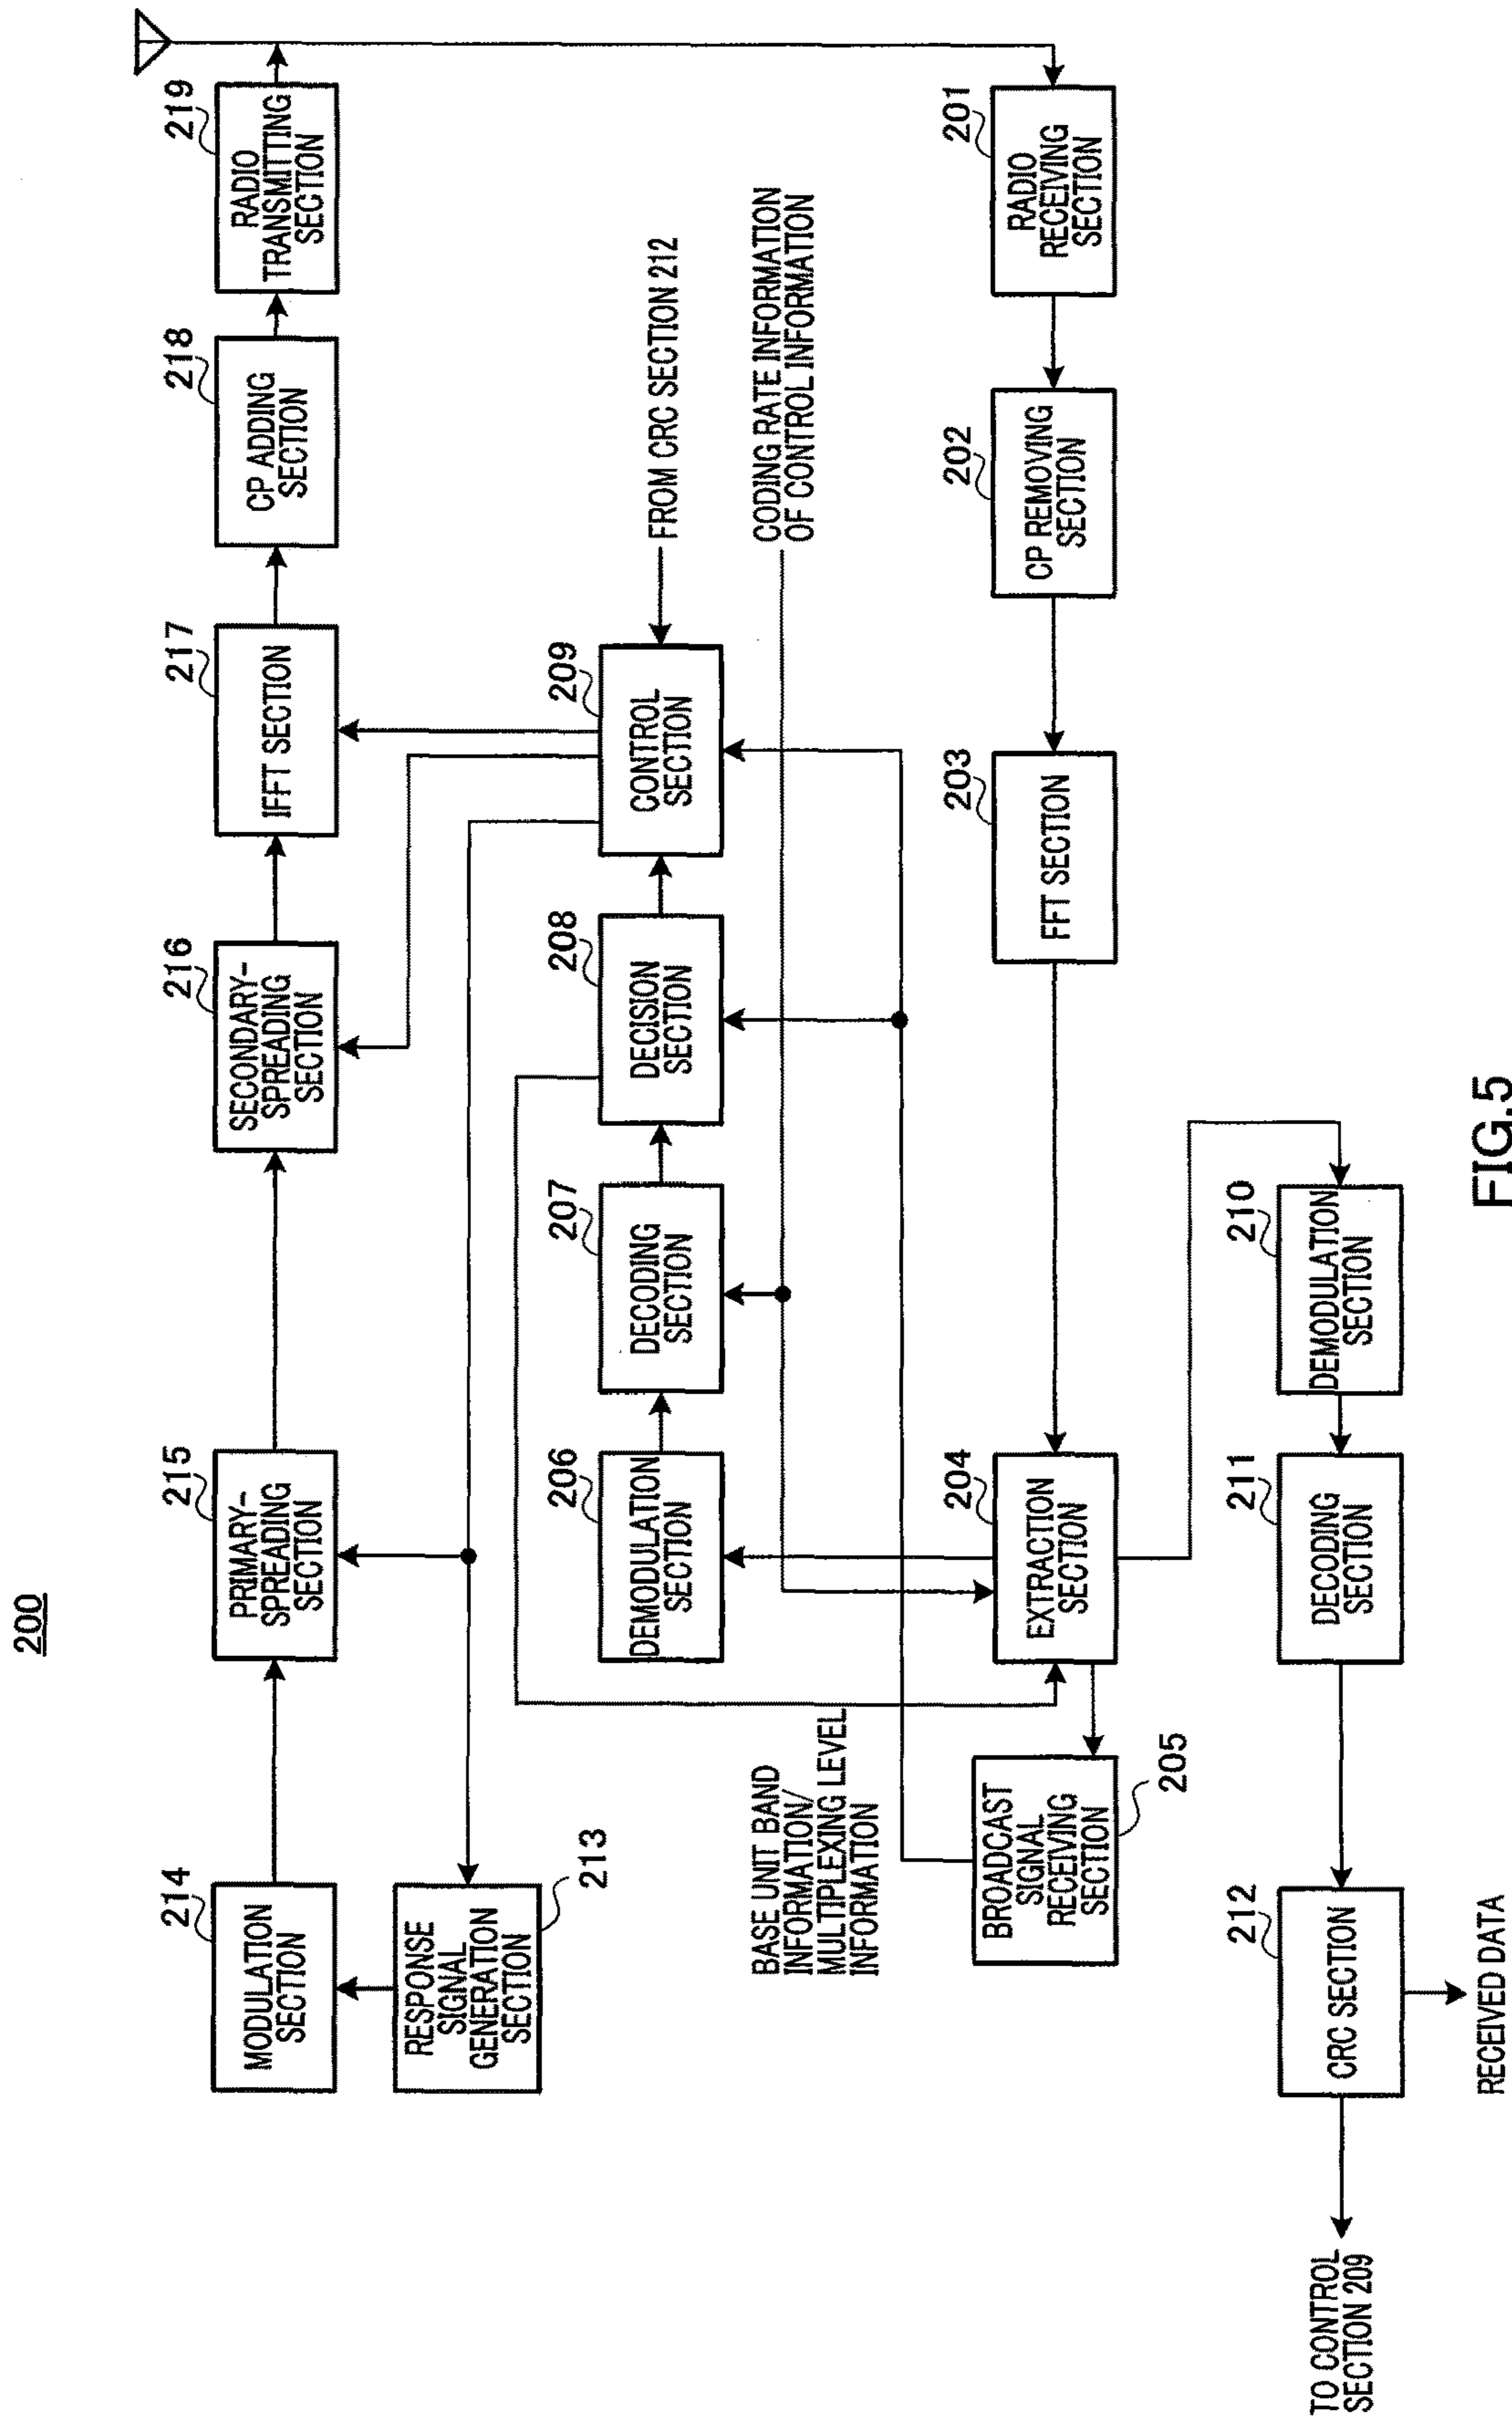 200
214
MODULATION
SECTION
215
PRIMARY-
SPREADING
SECTION
216
SECONDARY-
SPREADING
SECTION
217
IFFT SECTION
218
CP ADDING
SECTION
219
RADIO
TRANSMITTING
SECTION
RESPONSE
SIGNAL
GENERATION
SECTION
213
206
DEMODULATION
SECTION
207
DECODING
SECTION
208
DECISION
SECTION
209
CONTROL
SECTION
FROM CRC SECTION 212
CODING RATE INFORMATION
OF CONTROL INFORMATION
BASE UNIT BAND
INFORMATION/
MULTIPLEXING LEVEL
INFORMATION
BROADCAST
SIGNAL
RECEIVING
SECTION
205
204
EXTRACTION
SECTION
203
FFT SECTION
202
CP REMOVING
SECTION
201
RADIO
RECEIVING
SECTION
TO CONTROL
SECTION 209
212
CRC SECTION
211
DECODING
SECTION
210
DEMODULATION
SECTION
RECEIVED DATA
FIG.5